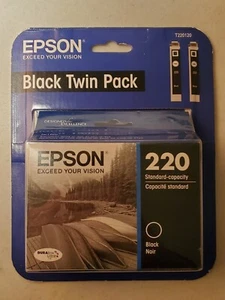 T220120
EPSON
EXCEED YOUR VISION
Black Twin Pack
EPSON
EXCEED YOUR VISION
220
Standard-capacity
Capacité standard
Black
Noir